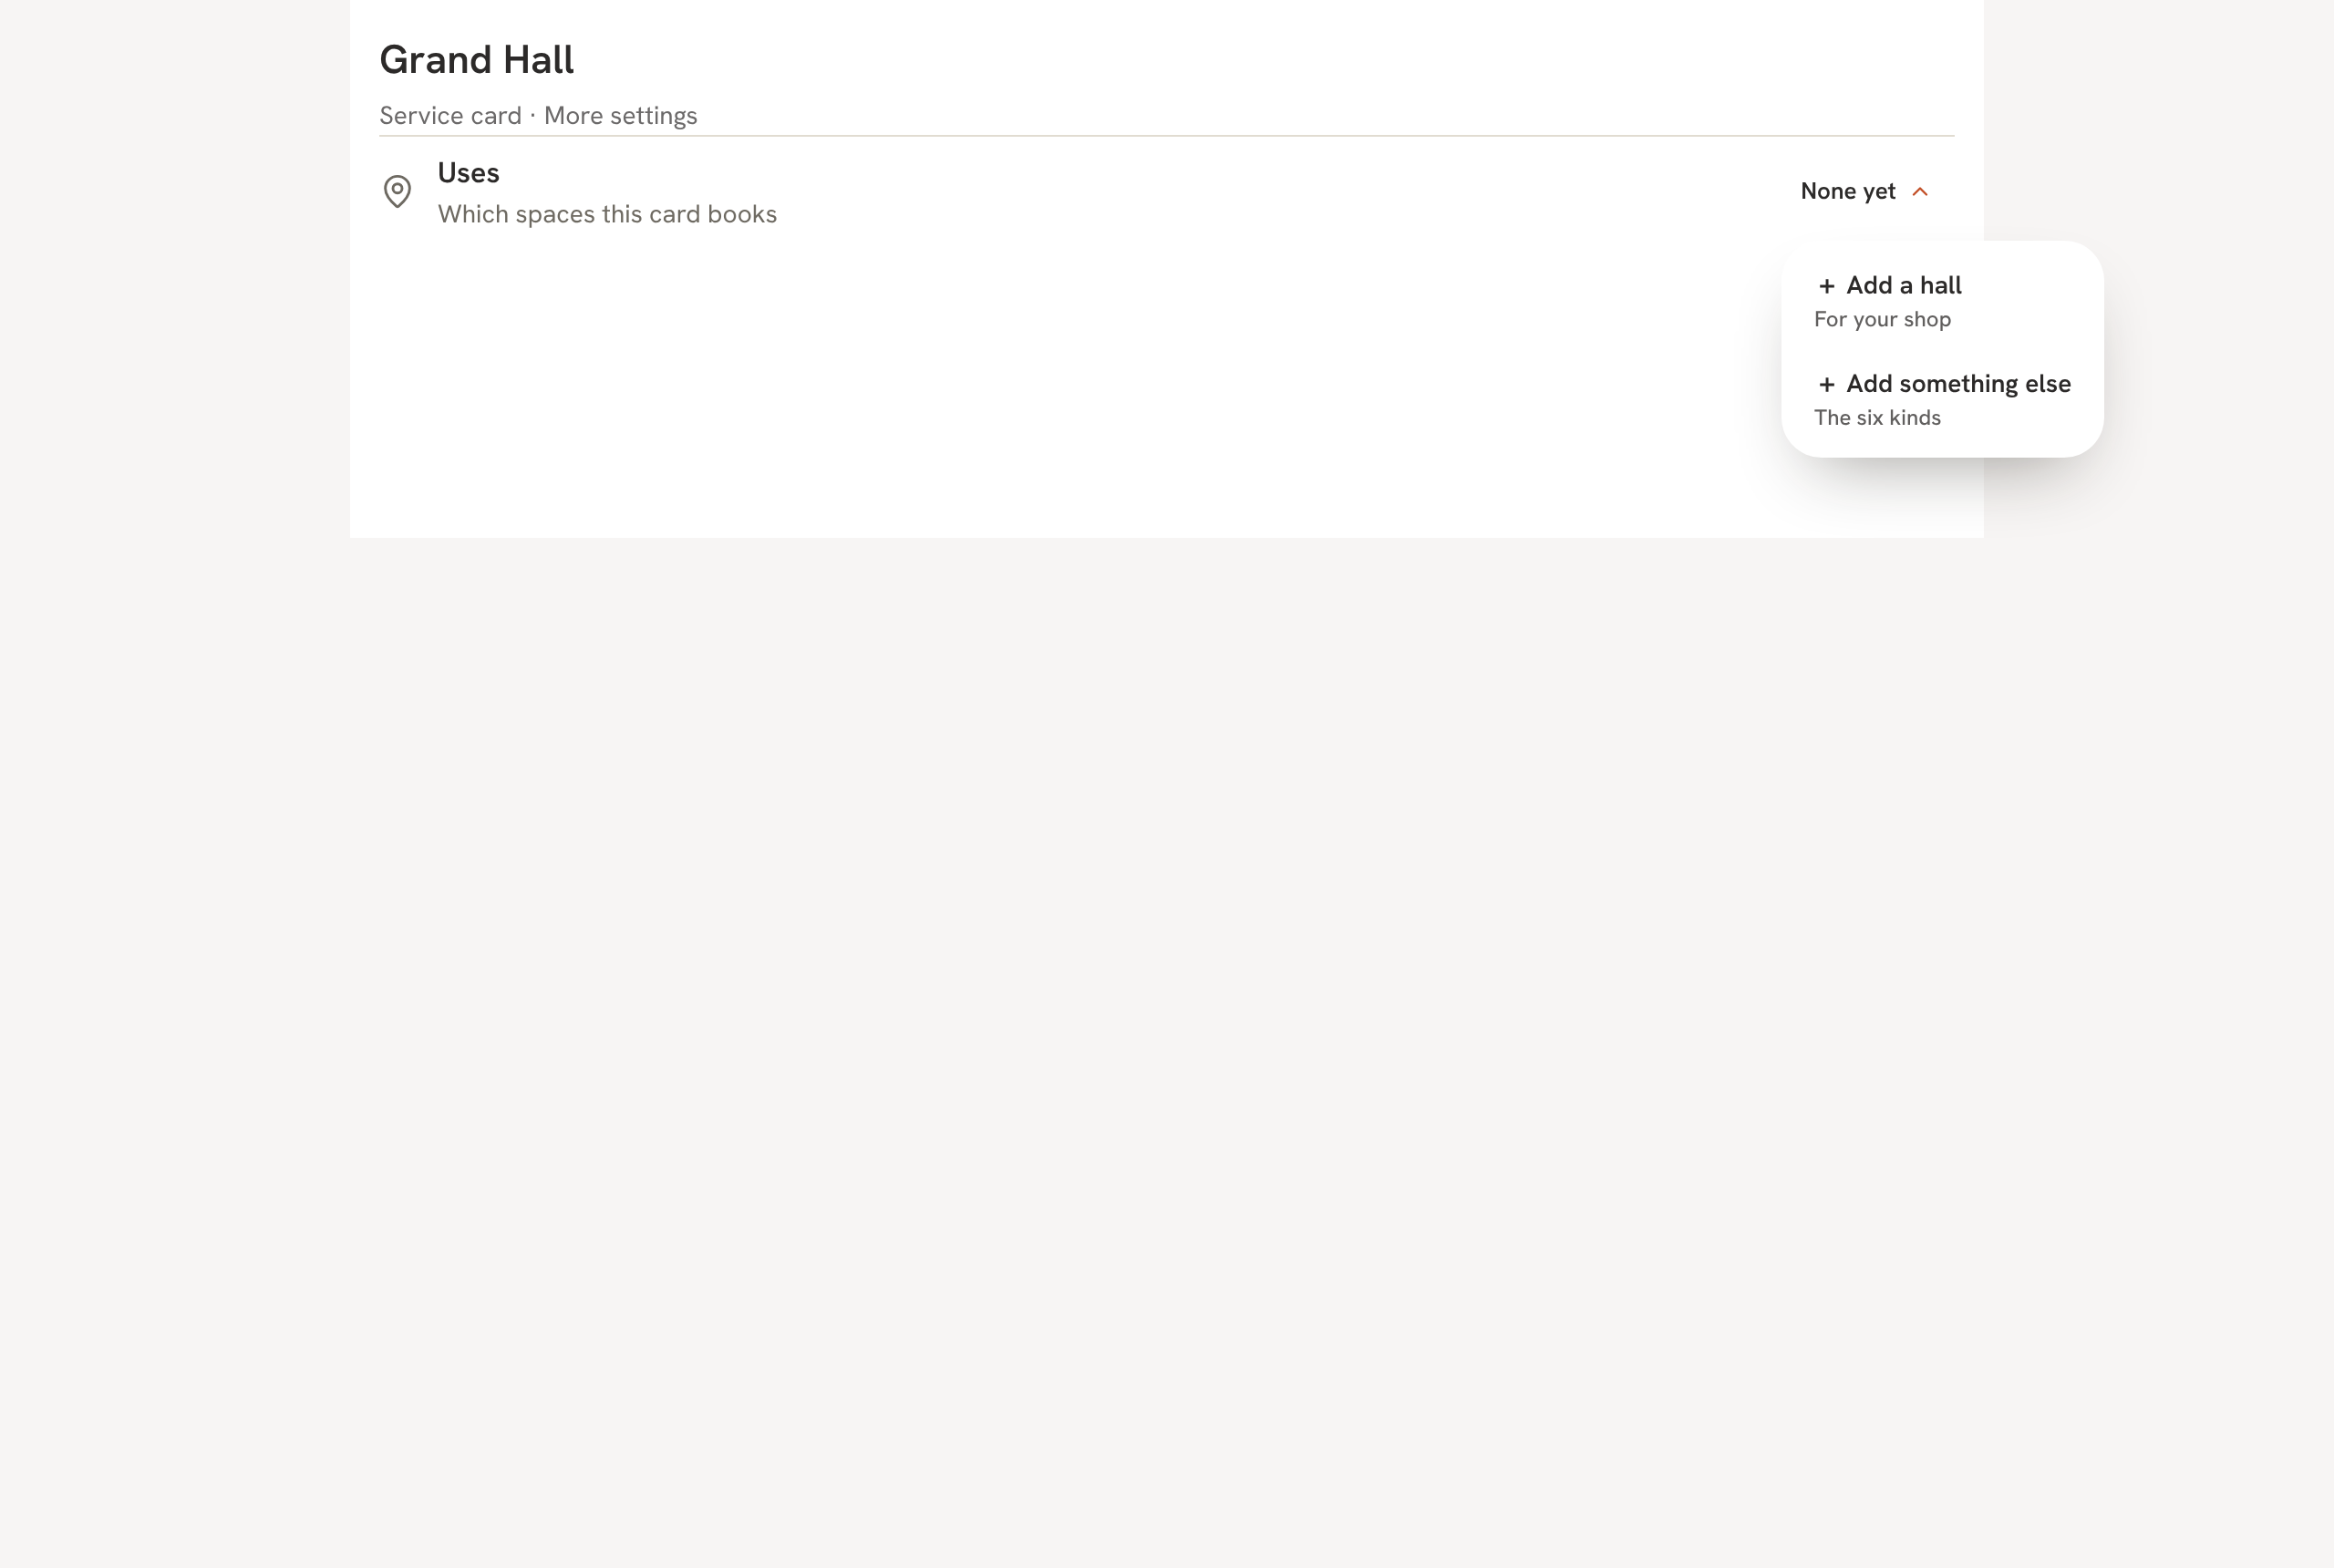 Grand Hall
Service card · More settings
Uses
Which spaces this card books
None yet
+ Add a hall
For your shop
+ Add something else
The six kinds